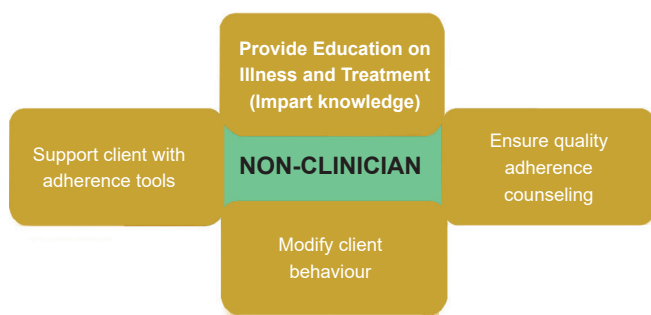 Provide Education on
Illness and Treatment
(Impart knowledge)
Support client with
adherence tools
NON-CLINICIAN
Ensure quality
adherence
counseling
Modify client
behaviour